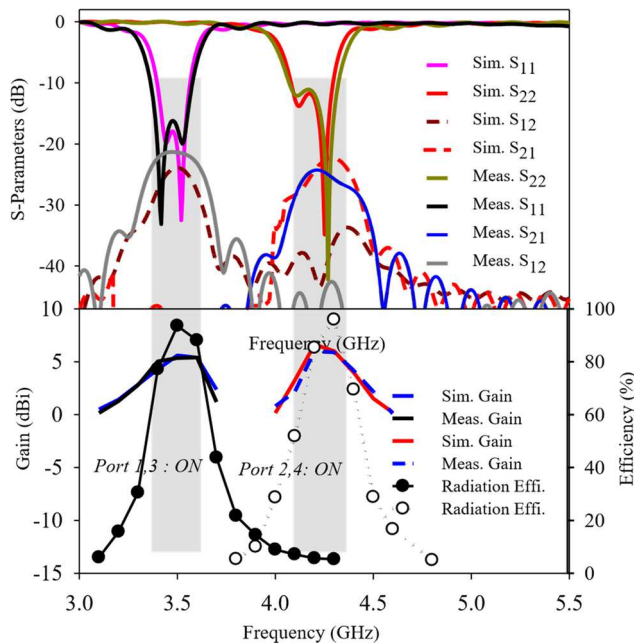 0
-10
-20
-30
-40
S-Parameters (dB)
Sim. S11
Sim. S22
Sim. S12
Sim. S21
Meas. S22
Meas. S11
Meas. S21
Meas. S12
10
5
0
-5
-10
-15
Gain (dBi)
Frequency (GHz)
100
80
60
40
20
0
Efficiency (%)
Sim. Gain
Meas. Gain
Sim. Gain
Meas. Gain
Radiation Effi.
Radiation Effi.
Port 1,3 : ON
Port 2,4: ON
3.0 3.5 4.0 4.5 5.0 5.5
Frequency (GHz)